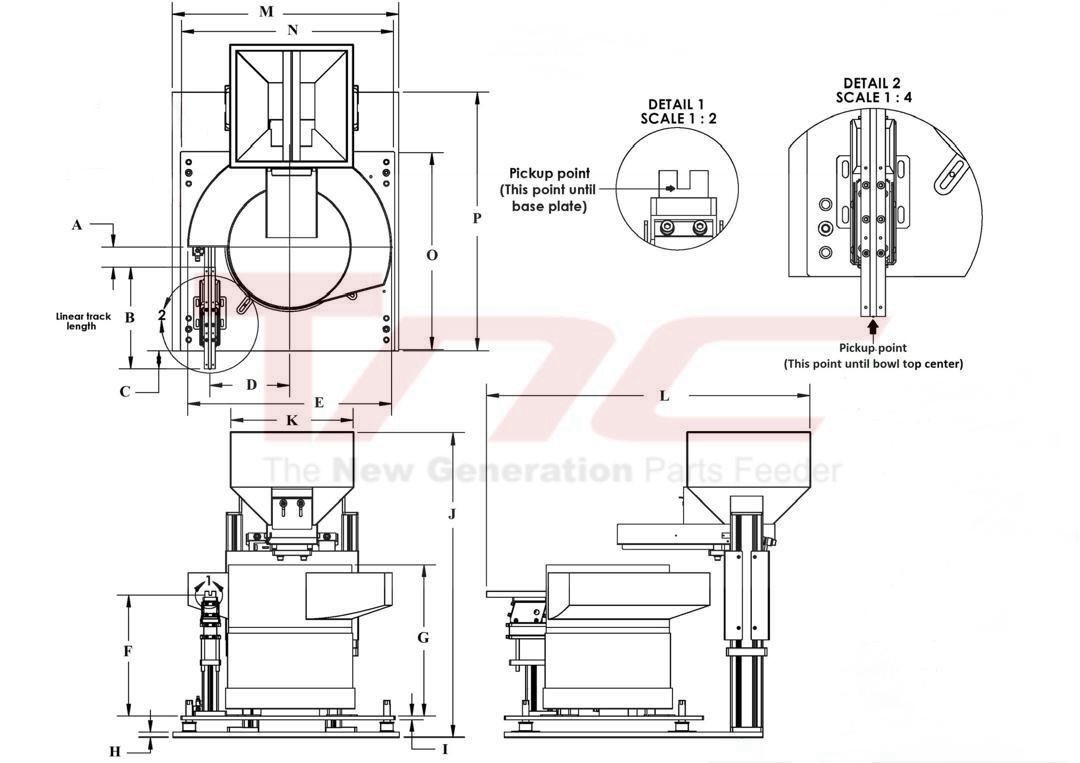 M
N
DETAIL 1
SCALE 1 : 2
DETAIL 2
SCALE 1 : 4
Pickup point
(This point until
base plate)
A
P
O
B
Linear track
length
2
C
D
E
K
Pickup point
(This point until bowl top center)
L
TNC
The New Generation Parts Feeder
J
1
F
G
H
I